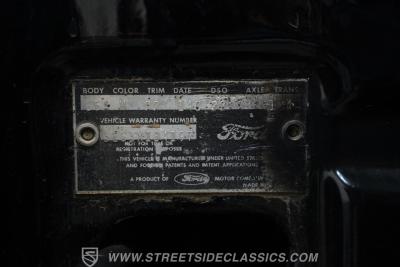 BODY COLOR TRIM DATE DSO AXLE TRANS
VEHICLE WARRANTY NUMBER
Ford
NOT FOR TITLE OR
REGISTRATION PURPOSES
THIS VEHICLE IS MANUFACTURED UNDER UNITED
AND FOREIGN PATENTS AND PATENT APPLICATIONS
A PRODUCT OF Ford MOTOR COMPANY
MADE IN
WWW.STREETSIDECLASSICS.COM